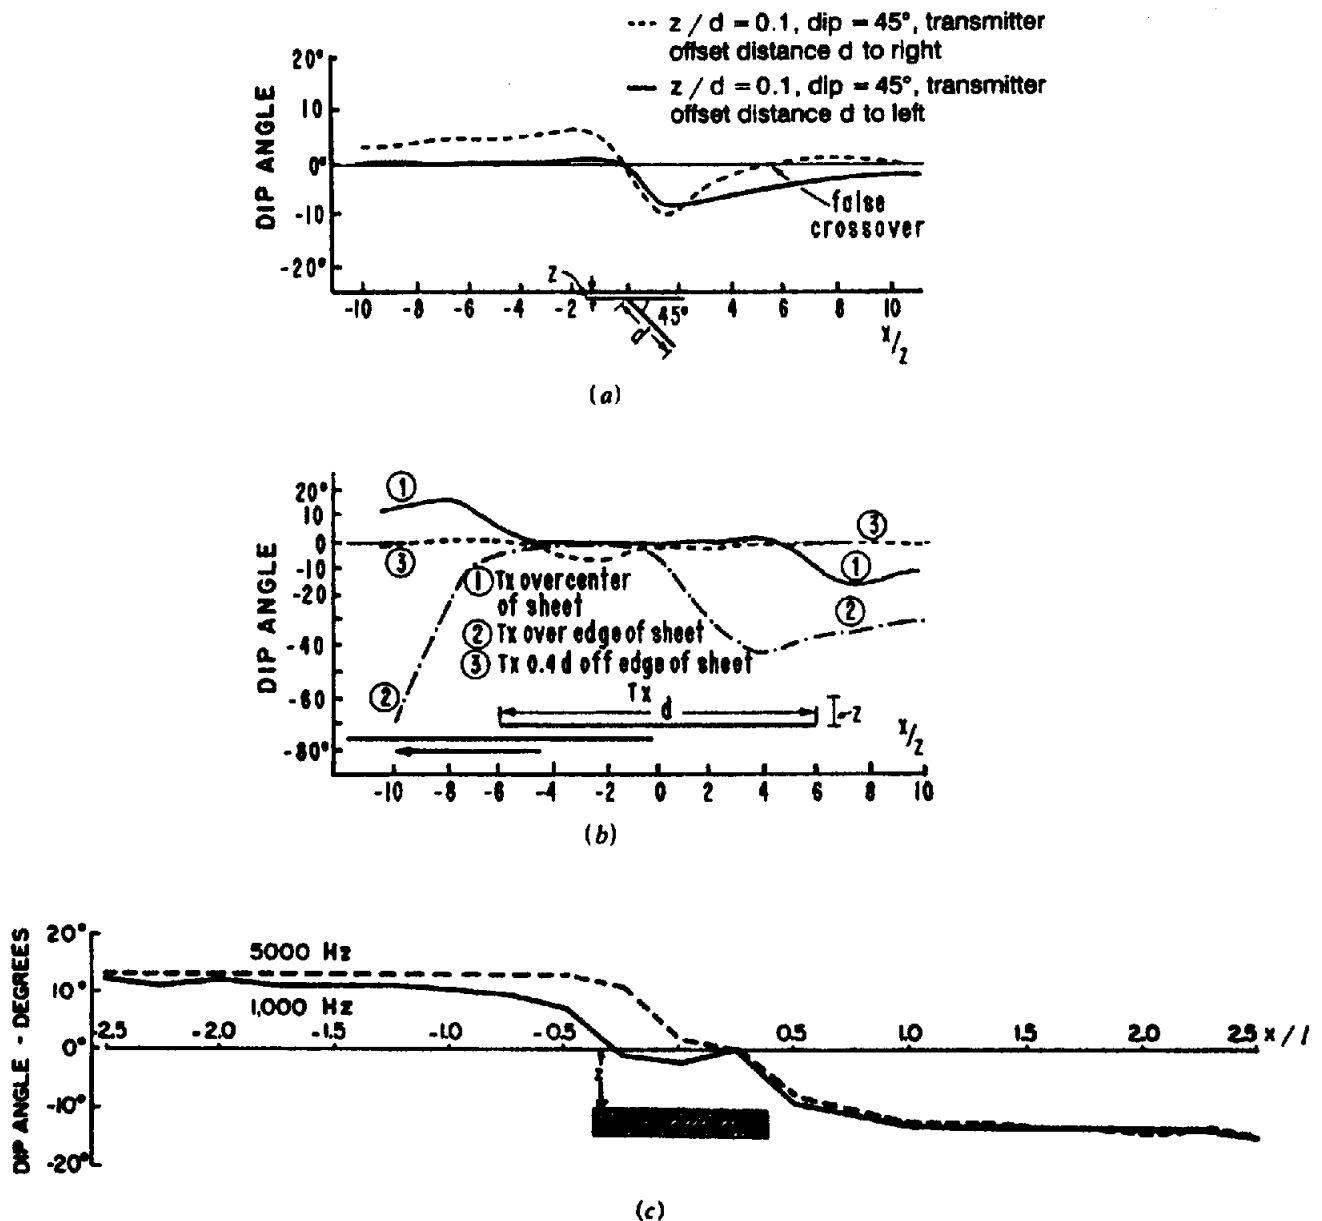 --- z / d = 0.1, dip = 45°, transmitter
offset distance d to right
— z / d = 0.1, dip = 45°, transmitter
offset distance d to left
DIP ANGLE
20°
10
0°
-10
-20°
false
crossover
z
45°
d
-10 -8 -6 -4 -2 0 2 4 6 8 10
x/z
(a)
DIP ANGLE
20°
10
0
-10
-20
-40
-60
-80°
1
3
3
1
2
2
1 Tx over center
of sheet
2 Tx over edge of sheet
3 Tx 0.4 d off edge of sheet
Tx
d
z
x/z
-10 -8 -6 -4 -2 0 2 4 6 8 10
(b)
DIP ANGLE - DEGREES
20°
10°
0°
-10°
-20°
5000 Hz
1,000 Hz
-2.5 -2.0 -1.5 -1.0 -0.5 0.5 1.0 1.5 2.0 2.5 x / l
z
(c)